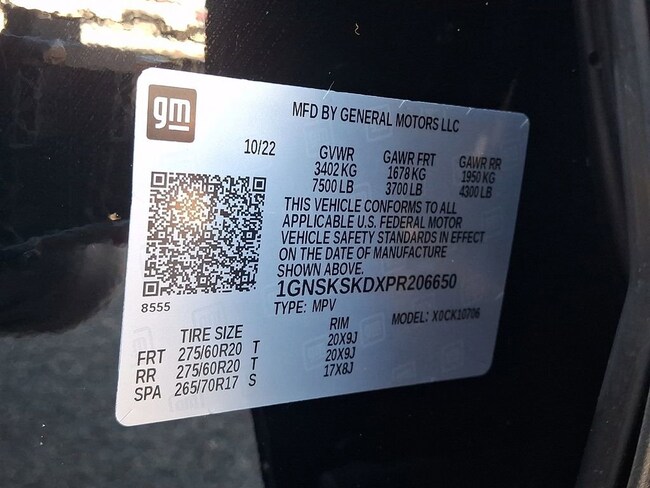 gm
MFD BY GENERAL MOTORS LLC
10/22
GVWR GAWR FRT GAWR RR
3402 KG 1678 KG 1950 KG
7500 LB 3700 LB 4300 LB
THIS VEHICLE CONFORMS TO ALL
APPLICABLE U.S. FEDERAL MOTOR
VEHICLE SAFETY STANDARDS IN EFFECT
ON THE DATE OF MANUFACTURE
SHOWN ABOVE.
1GNSKSKDXPR206650
8555
TYPE: MPV MODEL: X0CK10706
TIRE SIZE RIM
FRT 275/60R20 T 20X9J
RR 275/60R20 T 20X9J
SPA 265/70R17 S 17X8J